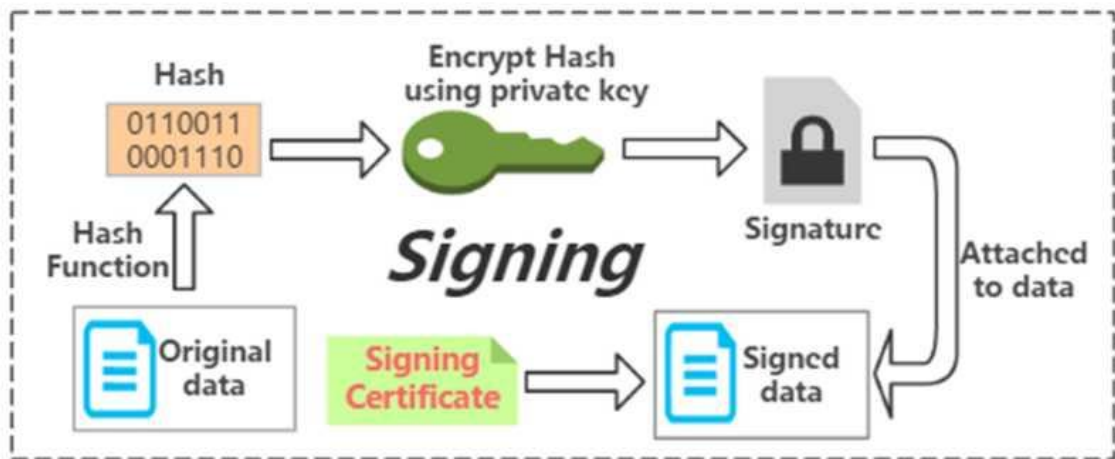 Hash
0110011
0001110
Encrypt Hash
using private key
Signature
Hash
Function
Signing
Attached
to data
Original
data
Signing
Certificate
Signed
data